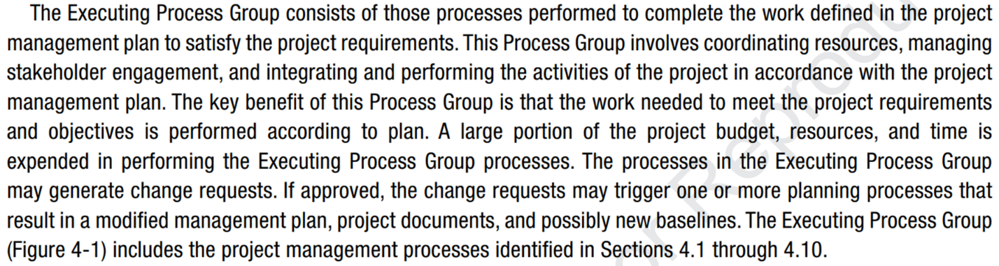 The Executing Process Group consists of those processes performed to complete the work defined in the project
management plan to satisfy the project requirements. This Process Group involves coordinating resources, managing
stakeholder engagement, and integrating and performing the activities of the project in accordance with the project
management plan. The key benefit of this Process Group is that the work needed to meet the project requirements
and objectives is performed according to plan. A large portion of the project budget, resources, and time is
expended in performing the Executing Process Group processes. The processes in the Executing Process Group
may generate change requests. If approved, the change requests may trigger one or more planning processes that
result in a modified management plan, project documents, and possibly new baselines. The Executing Process Group
(Figure 4-1) includes the project management processes identified in Sections 4.1 through 4.10.